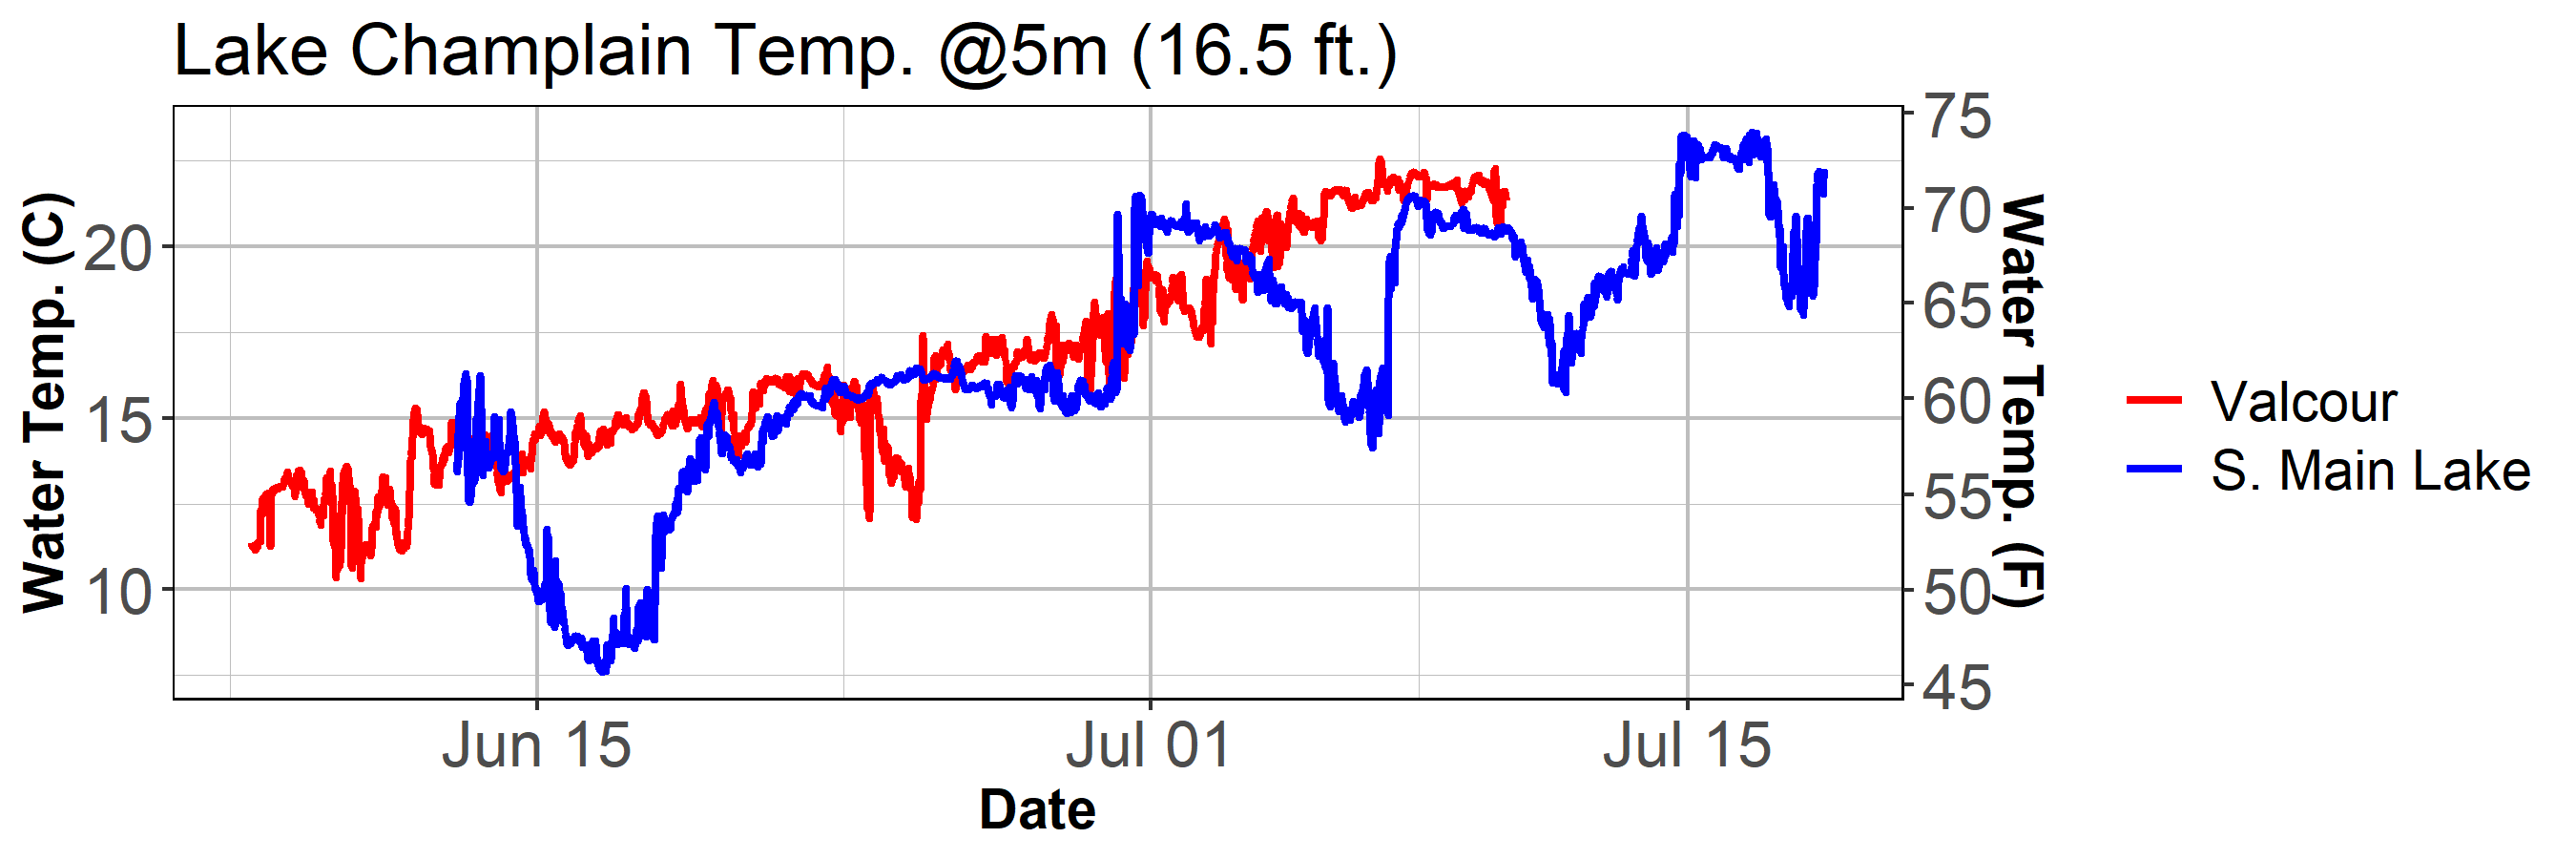 Lake Champlain Temp. @5m (16.5 ft.)
Water Temp. (C)
20
15
10
75
70
65
60
55
50
45
Water Temp. (F)
Jun 15
Jul 01
Jul 15
Date
Valcour
S. Main Lake